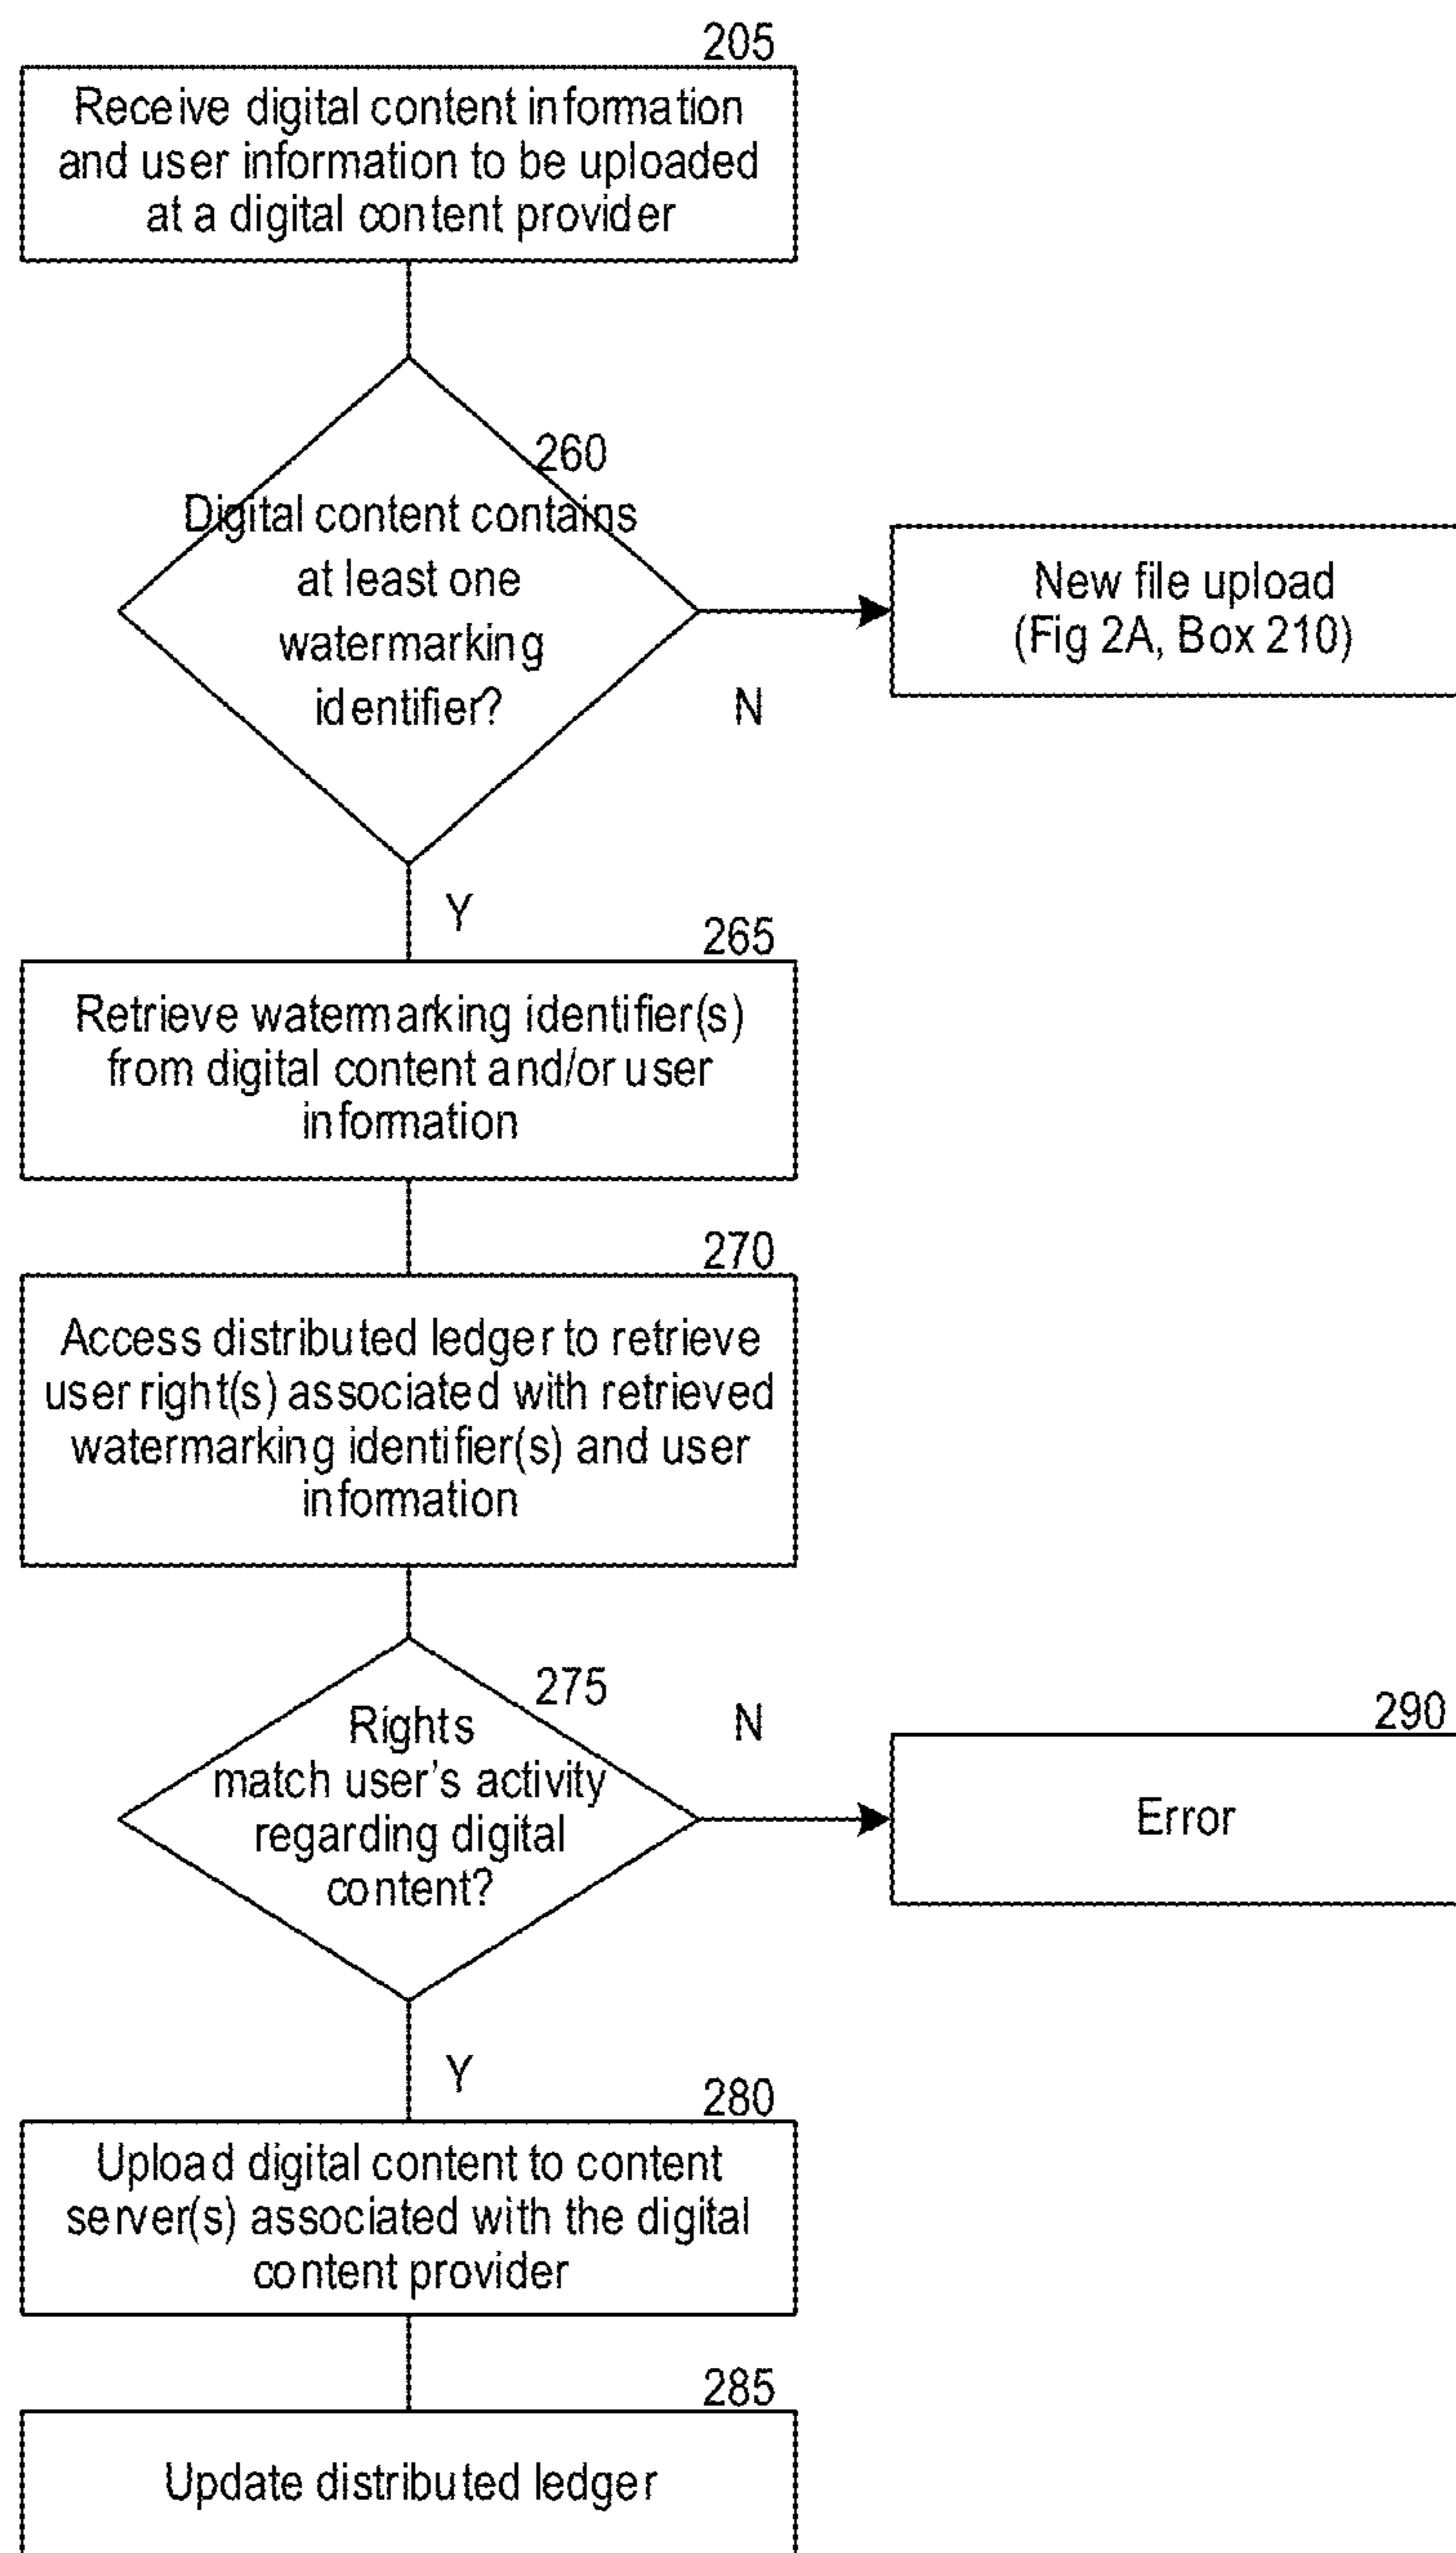 205
Receive digital content information
and user information to be uploaded
at a digital content provider
260
Digital content contains
at least one
watermarking
identifier?
N
New file upload
(Fig 2A, Box 210)
Y
265
Retrieve watermarking identifier(s)
from digital content and/or user
information
270
Access distributed ledger to retrieve
user right(s) associated with retrieved
watermarking identifier(s) and user
information
275
Rights
match user's activity
regarding digital
content?
N
290
Error
Y
280
Upload digital content to content
server(s) associated with the digital
content provider
285
Update distributed ledger